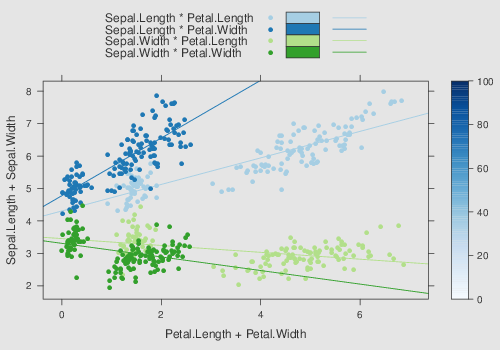 Sepal.Length * Petal.Length
Sepal.Length * Petal.Width
Sepal.Width * Petal.Length
Sepal.Width * Petal.Width
8
7
6
5
4
3
2
Sepal.Length + Sepal.Width
0
2
4
6
Petal.Length + Petal.Width
100
80
60
40
20
0